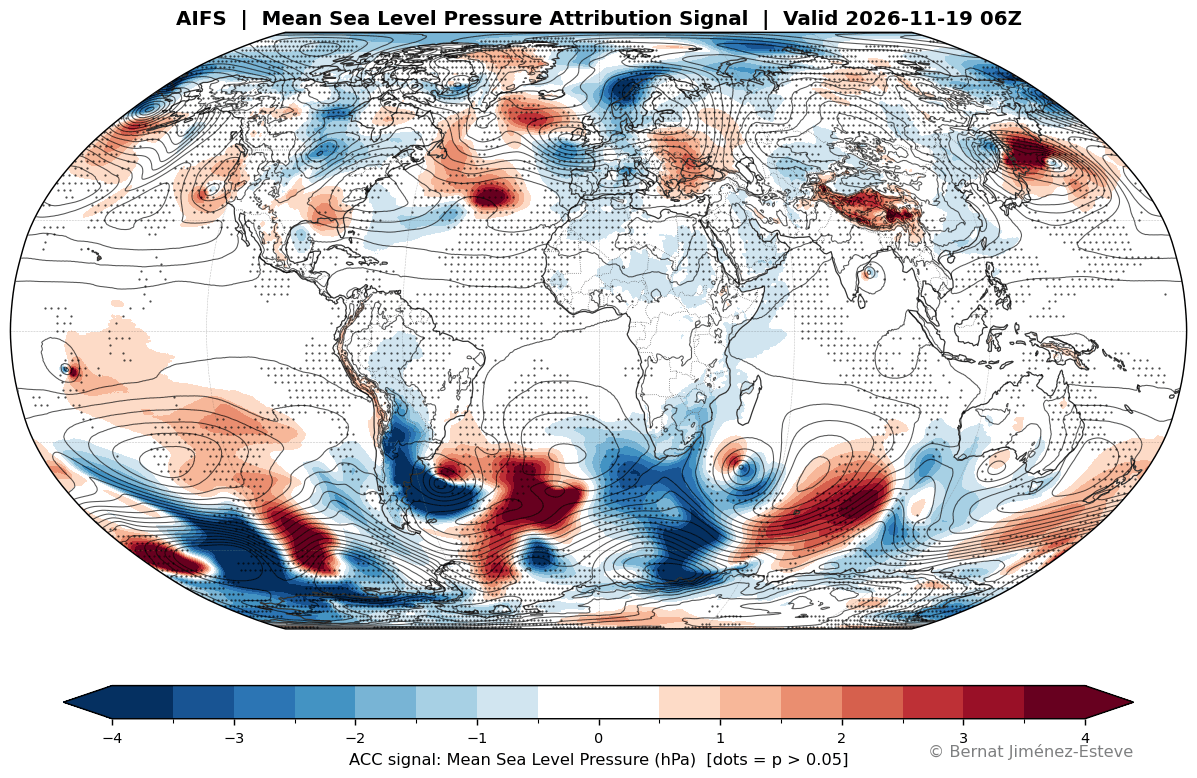 AIFS | Mean Sea Level Pressure Attribution Signal | Valid 2026-11-19 06Z
−4 −3 −2 −1 0 1 2 3 4
ACC signal: Mean Sea Level Pressure (hPa) [dots = p > 0.05]
© Bernat Jiménez-Esteve